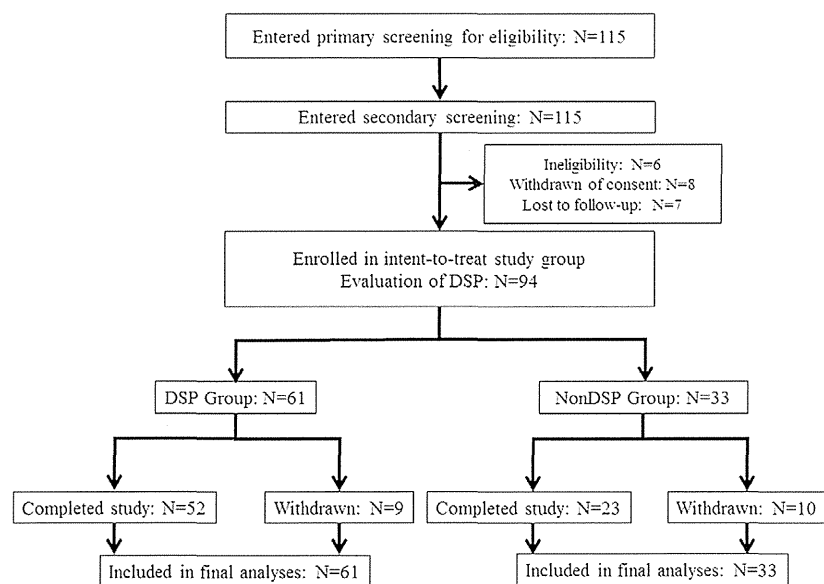 Entered primary screening for eligibility: N=115
Entered secondary screening: N=115
Ineligibility: N=6
Withdrawn of consent: N=8
Lost to follow-up: N=7
Enrolled in intent-to-treat study group
Evaluation of DSP: N=94
DSP Group: N=61
NonDSP Group: N=33
Completed study: N=52
Withdrawn: N=9
Completed study: N=23
Withdrawn: N=10
Included in final analyses: N=61
Included in final analyses: N=33